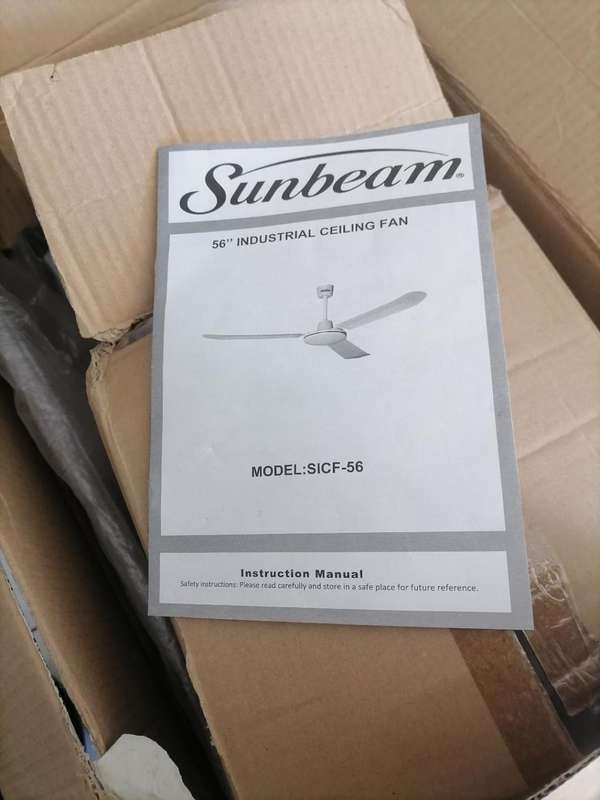 Sunbeam®
56'' INDUSTRIAL CEILING FAN
MODEL:SICF-56
Instruction Manual
Safety instructions: Please read carefully and store in a safe place for future reference.